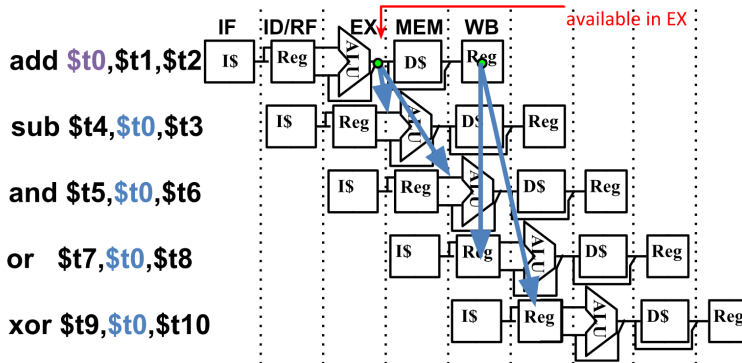 available in EX
IF ID/RF EX MEM WB
add $t0,$t1,$t2 I$ Reg ALU D$ Reg
sub $t4,$t0,$t3 I$ Reg ALU D$ Reg
and $t5,$t0,$t6 I$ Reg ALU D$ Reg
or $t7,$t0,$t8 I$ Reg ALU D$ Reg
xor $t9,$t0,$t10 I$ Reg ALU D$ Reg